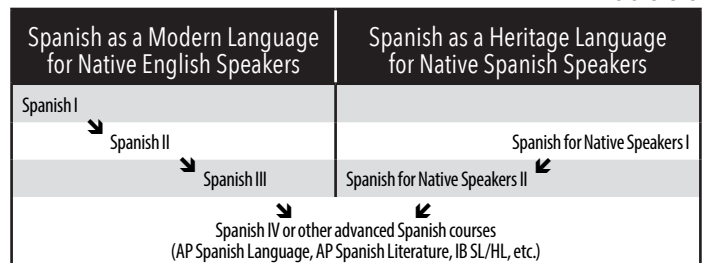 Spanish as a Modern Language
for Native English Speakers
Spanish as a Heritage Language
for Native Spanish Speakers
Spanish I
Spanish II
Spanish for Native Speakers I
Spanish III
Spanish for Native Speakers II
Spanish IV or other advanced Spanish courses
(AP Spanish Language, AP Spanish Literature, IB SL/HL, etc.)